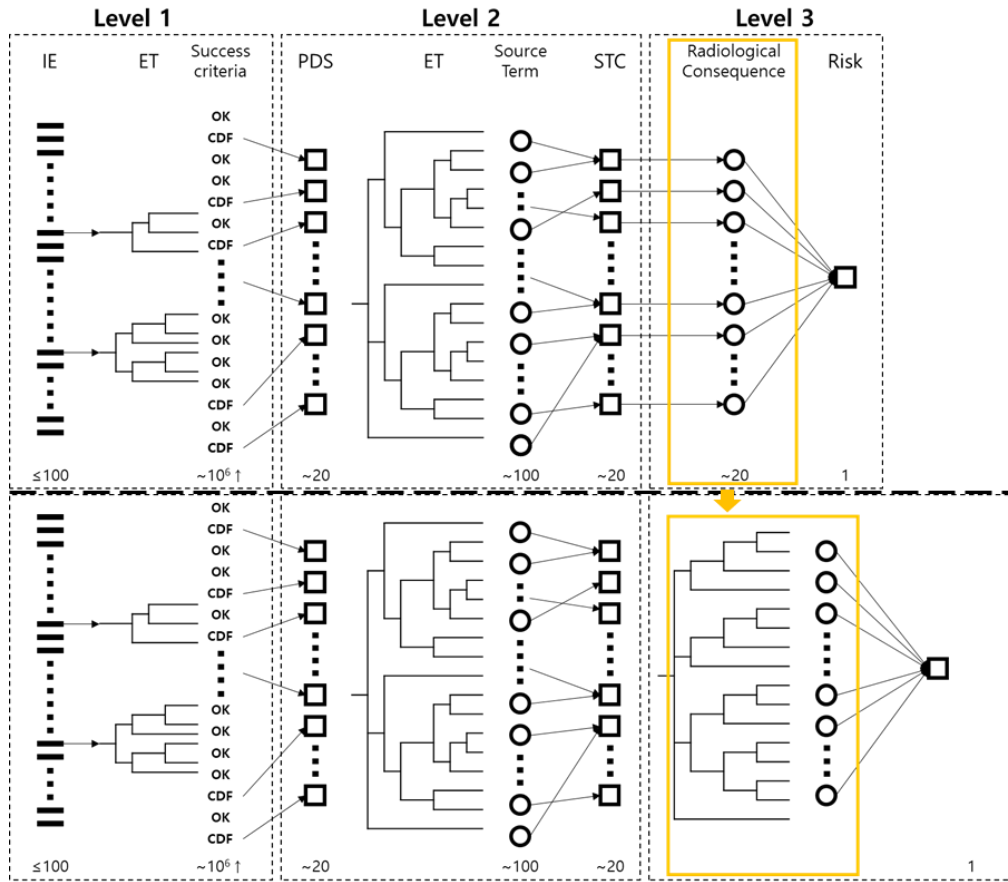 Level 1
Level 2
Level 3
IE
ET
Success
criteria
PDS
ET
Source
Term
STC
Radiological
Consequence
Risk
OK
CDF
OK
OK
CDF
OK
CDF
OK
OK
OK
OK
CDF
OK
CDF
≤100
~10⁶ ↑
~20
~100
~20
~20
1
OK
CDF
OK
OK
CDF
OK
CDF
OK
OK
OK
OK
CDF
OK
CDF
≤100
~10⁶ ↑
~20
~100
~20
1